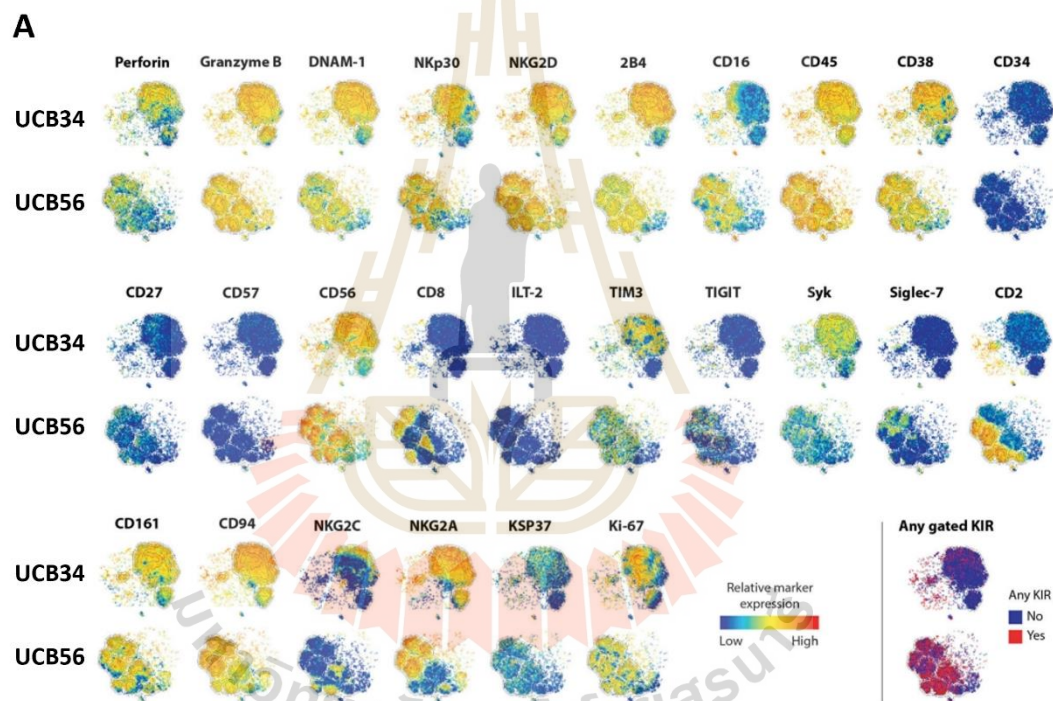 A
Perforin Granzyme B DNAM-1 NKp30 NKG2D 2B4 CD16 CD45 CD38 CD34
UCB34
UCB56
CD27 CD57 CD56 CD8 ILT-2 TIM3 TIGIT Syk Siglec-7 CD2
UCB34
UCB56
CD161 CD94 NKG2C NKG2A KSP37 Ki-67 Any gated KIR
UCB34
Relative marker
expression
Low High
Any KIR
No
Yes
UCB56